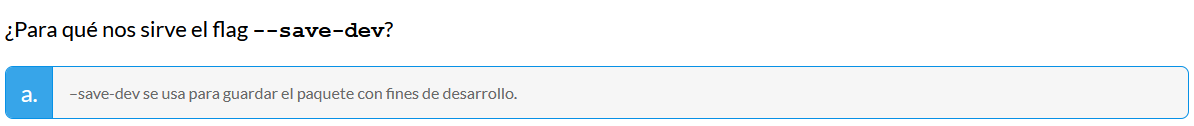 ¿Para qué nos sirve el flag --save-dev?
a. –save-dev se usa para guardar el paquete con fines de desarrollo.